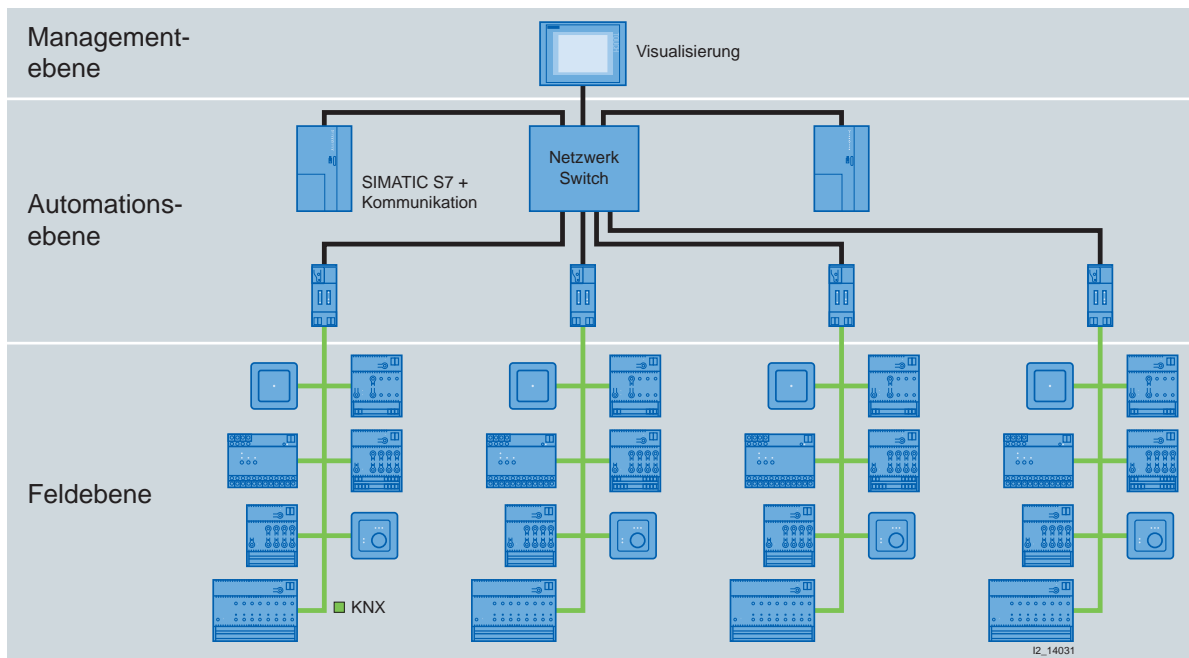 Management-
ebene
Visualisierung
Netzwerk
Switch
SIMATIC S7 +
Kommunikation
Automations-
ebene
Feldebene
KNX
I2_14031